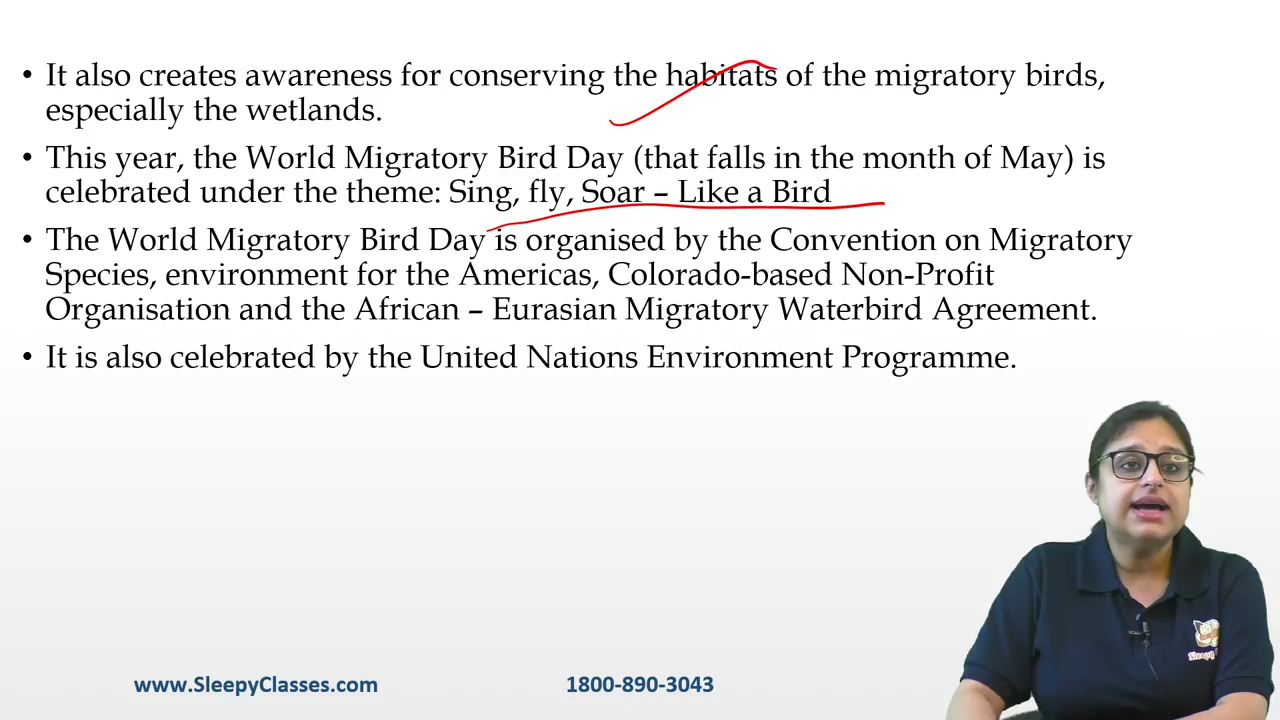 • It also creates awareness for conserving the habitats of the migratory birds,
especially the wetlands.
• This year, the World Migratory Bird Day (that falls in the month of May) is
celebrated under the theme: Sing, fly, Soar – Like a Bird
• The World Migratory Bird Day is organised by the Convention on Migratory
Species, environment for the Americas, Colorado-based Non-Profit
Organisation and the African – Eurasian Migratory Waterbird Agreement.
• It is also celebrated by the United Nations Environment Programme.
Sleepy
www.SleepyClasses.com 1800-890-3043